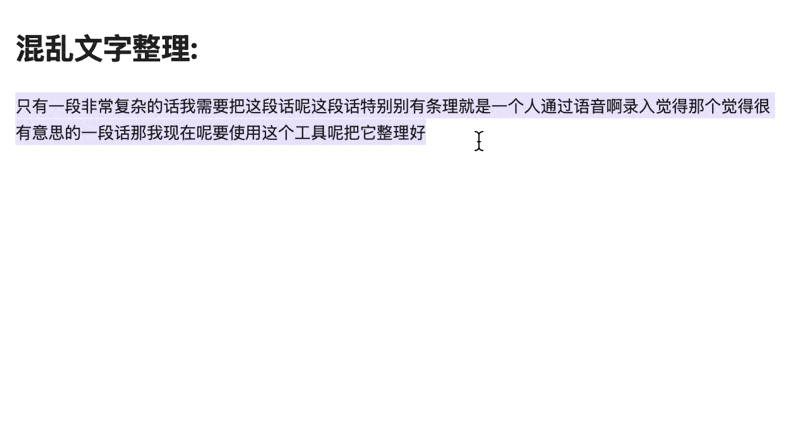 混乱文字整理:
只有一段非常复杂的话我需要把这段话呢这段话特别别有条理就是一个人通过语音啊录入觉得那个觉得很
有意思的一段话那我现在呢要使用这个工具呢把它整理好